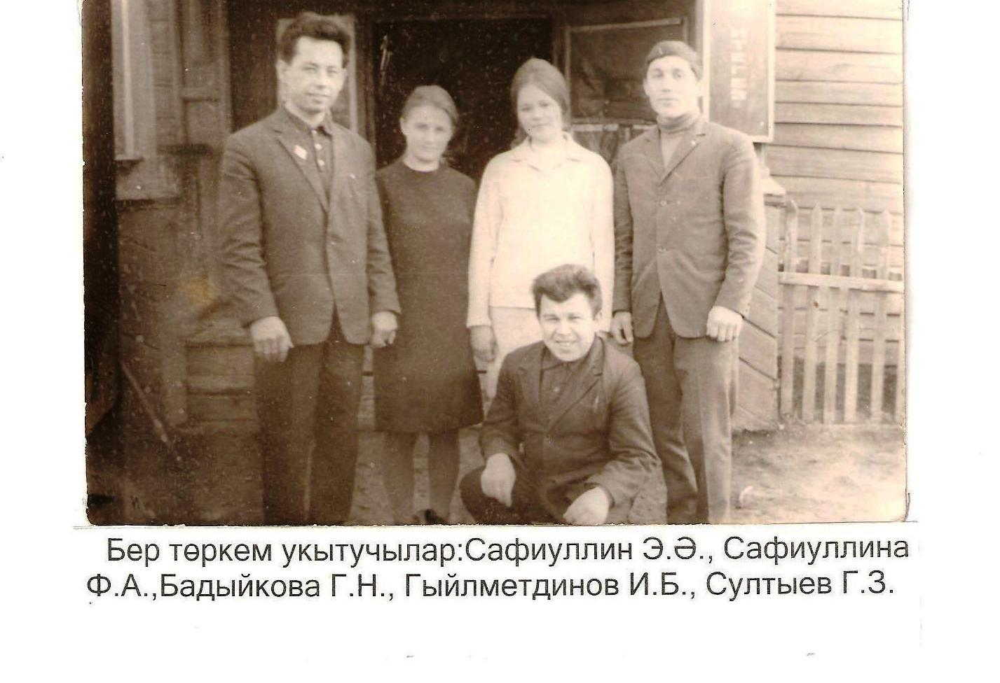 Бер төркем укытучылар:Сафиуллин Э.Ә., Сафиуллина
Ф.А.,Бадыйкова Г.Н., Гыйлметдинов И.Б., Султыев Г.З.